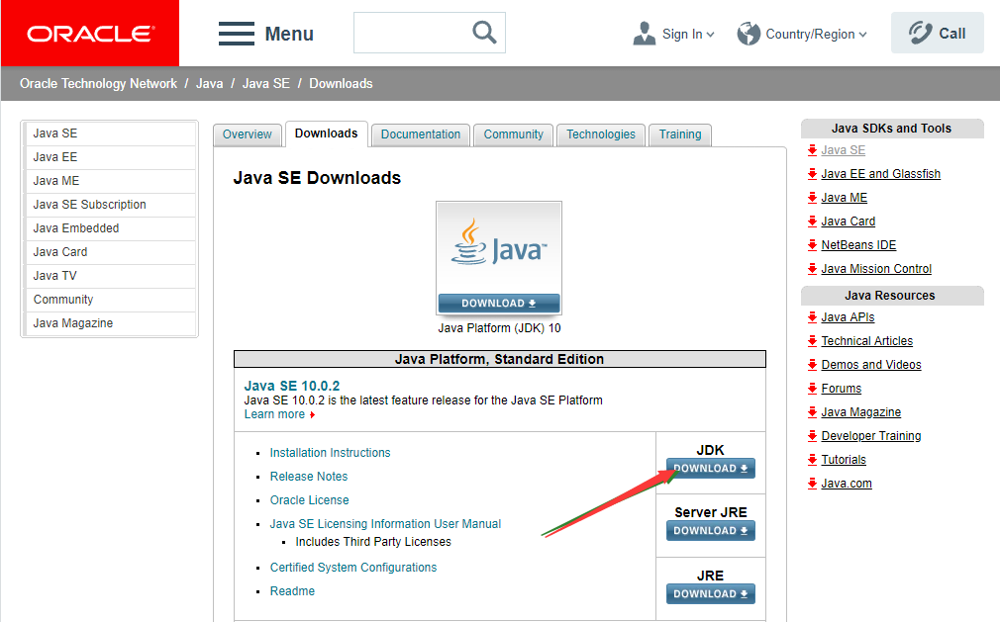 ORACLE
Menu
Sign In
Country/Region
Call
Oracle Technology Network / Java / Java SE / Downloads
Java SE
Java EE
Java ME
Java SE Subscription
Java Embedded
Java Card
Java TV
Community
Java Magazine
Overview
Downloads
Documentation
Community
Technologies
Training
Java SE Downloads
Java™
DOWNLOAD
Java Platform (JDK) 10
Java Platform, Standard Edition
Java SE 10.0.2
Java SE 10.0.2 is the latest feature release for the Java SE Platform
Learn more
Installation Instructions
Release Notes
Oracle License
Java SE Licensing Information User Manual
Includes Third Party Licenses
Certified System Configurations
Readme
JDK
DOWNLOAD
Server JRE
DOWNLOAD
JRE
DOWNLOAD
Java SDKs and Tools
Java SE
Java EE and Glassfish
Java ME
Java Card
NetBeans IDE
Java Mission Control
Java Resources
Java APIs
Technical Articles
Demos and Videos
Forums
Java Magazine
Developer Training
Tutorials
Java.com